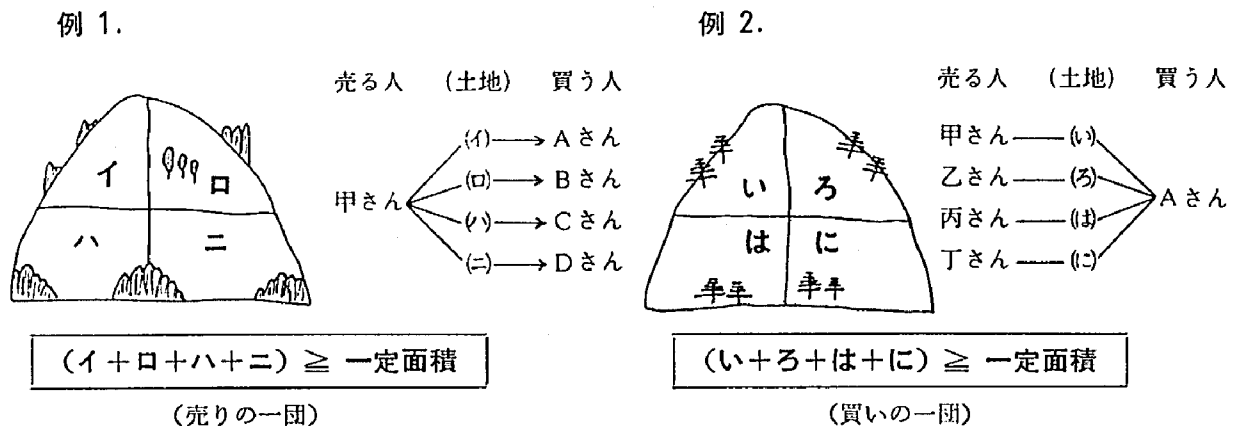 例 1.
売る人 (土地) 買う人
甲さん
(イ) → Aさん
(ロ) → Bさん
(ハ) → Cさん
(ニ) → Dさん
イ ロ
ハ ニ
(イ+ロ+ハ+ニ) ≧ 一定面積
(売りの一団)
例 2.
売る人 (土地) 買う人
甲さん (い)
乙さん (ろ)
丙さん (は)
丁さん (に)
Aさん
い ろ
は に
(い+ろ+は+に) ≧ 一定面積
(買いの一団)